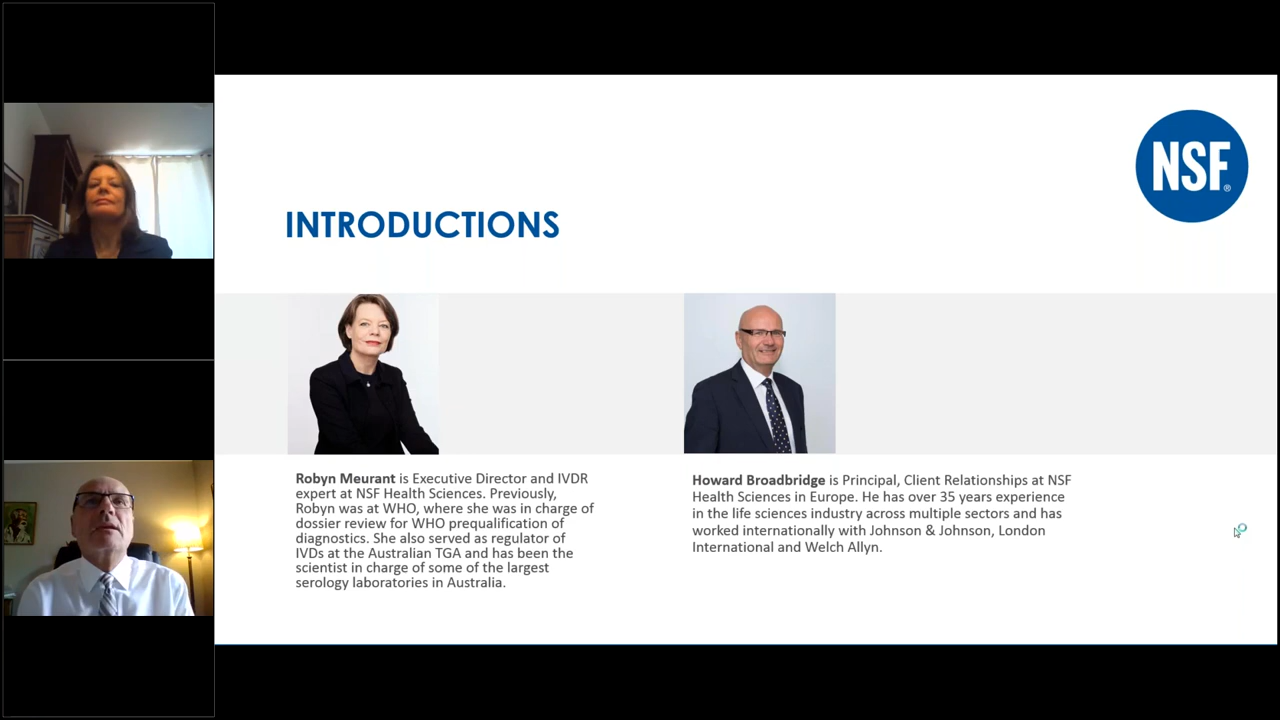 NSF®
INTRODUCTIONS
Robyn Meurant is Executive Director and IVDR
expert at NSF Health Sciences. Previously,
Robyn was at WHO, where she was in charge of
dossier review for WHO prequalification of
diagnostics. She also served as regulator of
IVDs at the Australian TGA and has been the
scientist in charge of some of the largest
serology laboratories in Australia.
Howard Broadbridge is Principal, Client Relationships at NSF
Health Sciences in Europe. He has over 35 years experience
in the life sciences industry across multiple sectors and has
worked internationally with Johnson & Johnson, London
International and Welch Allyn.